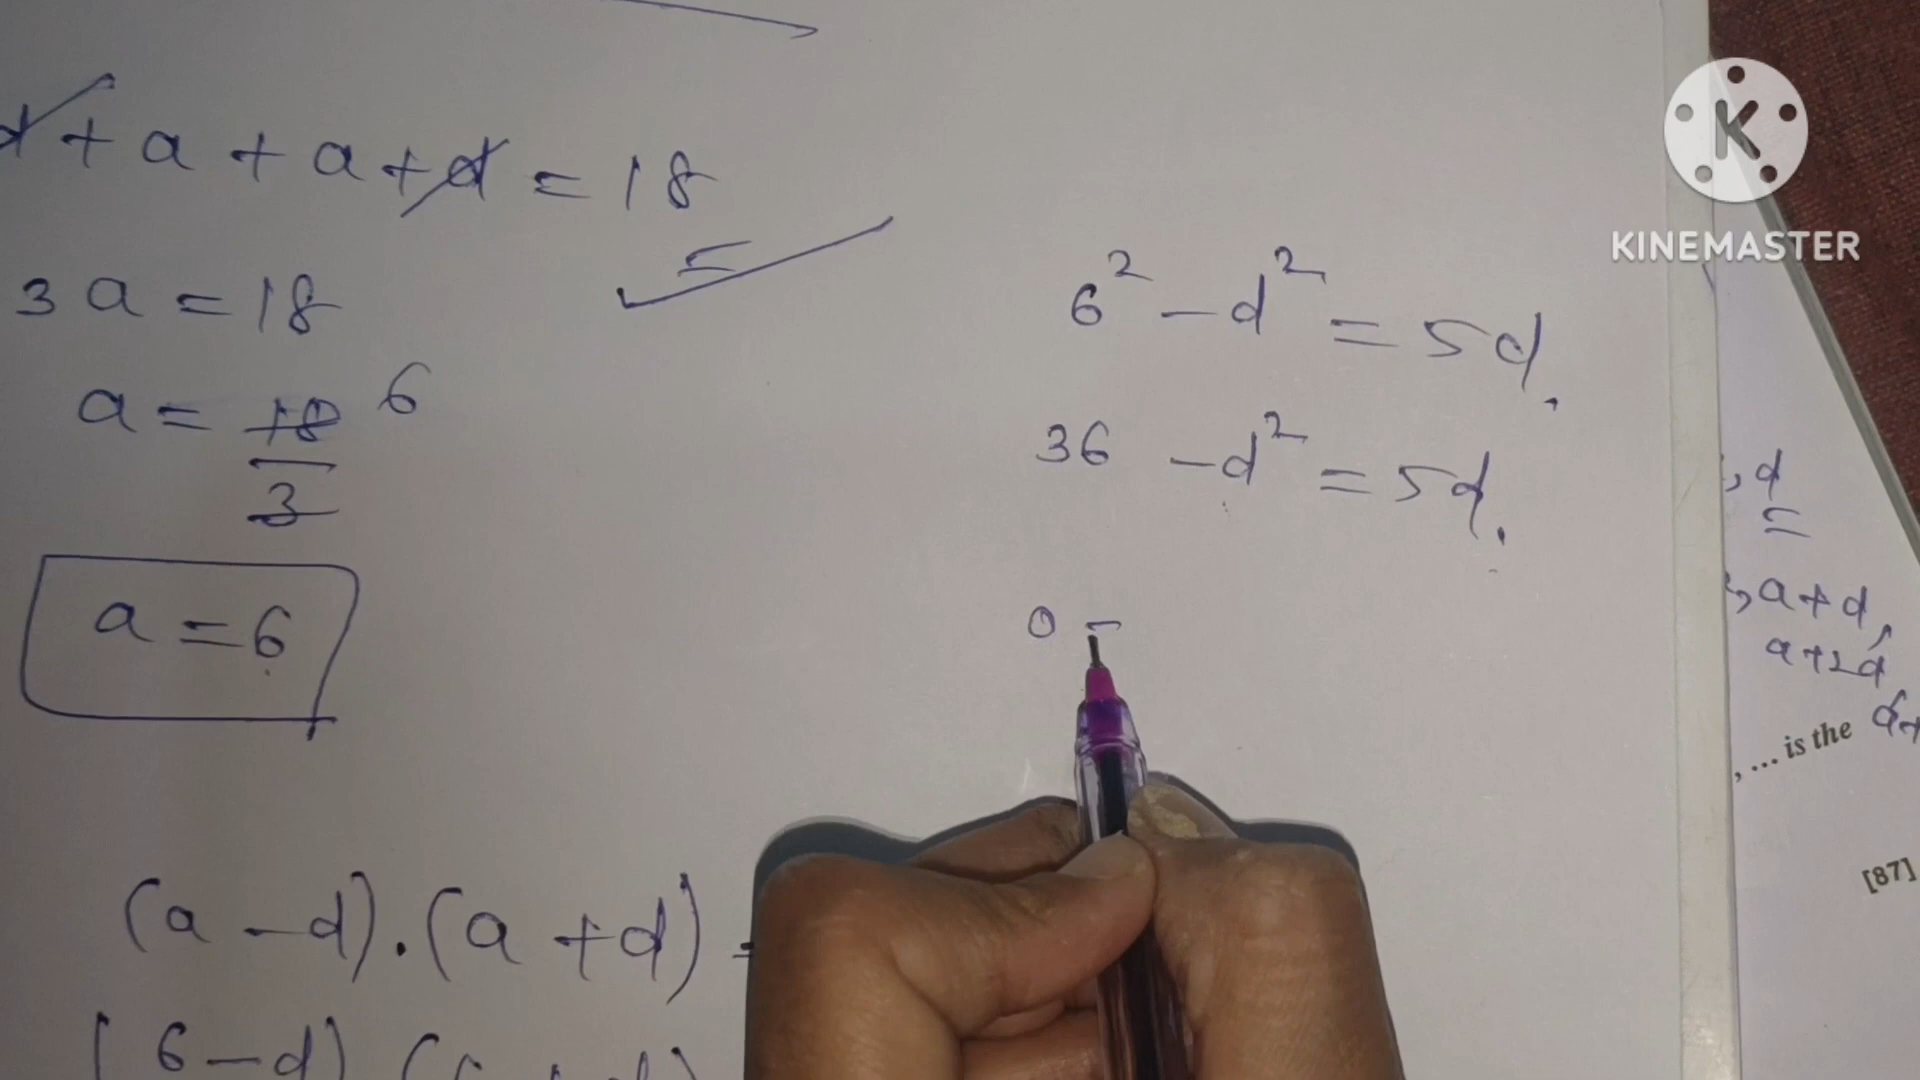 d + a + a + d = 18
3a = 18
a = 18/3 6
a = 6
(a - d) . (a + d) =
(6 - d)
6² - d² = 5d.
36 - d² = 5d.
0 =
K
KINEMASTER
, d
=
, a + d,
a + 2d
, ... is the
[87]